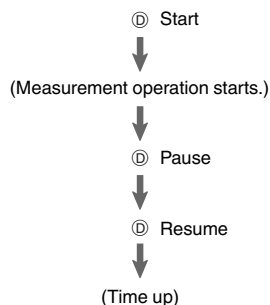 Ⓓ Start
(Measurement operation starts.)
Ⓓ Pause
Ⓓ Resume
(Time up)